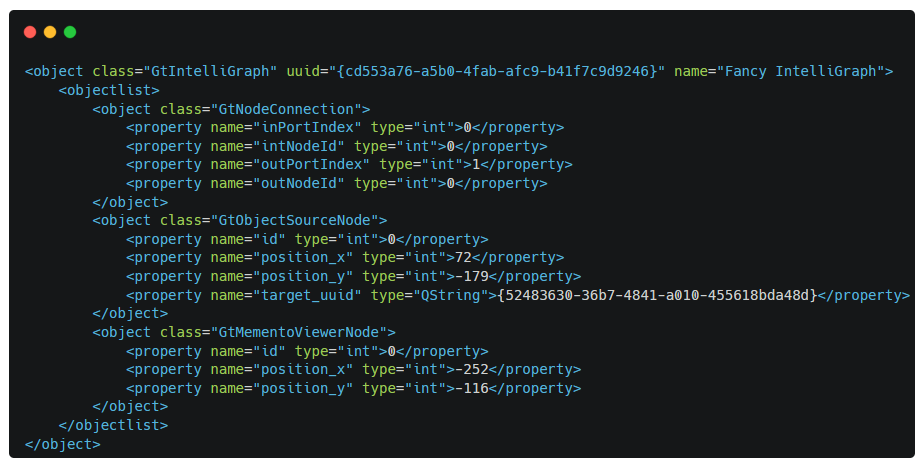 <object class="GtIntelliGraph" uuid="{cd553a76-a5b0-4fab-afc9-b41f7c9d9246}" name="Fancy IntelliGraph">
    <objectlist>
        <object class="GtNodeConnection">
            <property name="inPortIndex" type="int">0</property>
            <property name="intNodeId" type="int">0</property>
            <property name="outPortIndex" type="int">1</property>
            <property name="outNodeId" type="int">0</property>
        </object>
        <object class="GtObjectSourceNode">
            <property name="id" type="int">0</property>
            <property name="position_x" type="int">72</property>
            <property name="position_y" type="int">-179</property>
            <property name="target_uuid" type="QString">{52483630-36b7-4841-a010-455618bda48d}</property>
        </object>
        <object class="GtMementoViewerNode">
            <property name="id" type="int">0</property>
            <property name="position_x" type="int">-252</property>
            <property name="position_y" type="int">-116</property>
        </object>
    </objectlist>
</object>